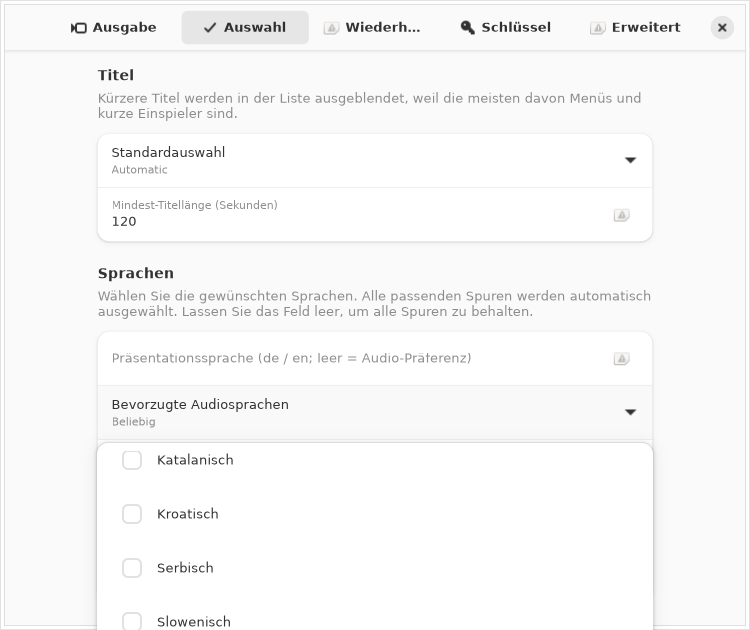 Ausgabe
Auswahl
Wiederh...
Schlüssel
Erweitert
Titel
Kürzere Titel werden in der Liste ausgeblendet, weil die meisten davon Menüs und
kurze Einspieler sind.
Standardauswahl
Automatic
Mindest-Titellänge (Sekunden)
120
Sprachen
Wählen Sie die gewünschten Sprachen. Alle passenden Spuren werden automatisch
ausgewählt. Lassen Sie das Feld leer, um alle Spuren zu behalten.
Präsentationssprache (de / en; leer = Audio-Präferenz)
Bevorzugte Audiosprachen
Beliebig
Katalanisch
Kroatisch
Serbisch
Slowenisch